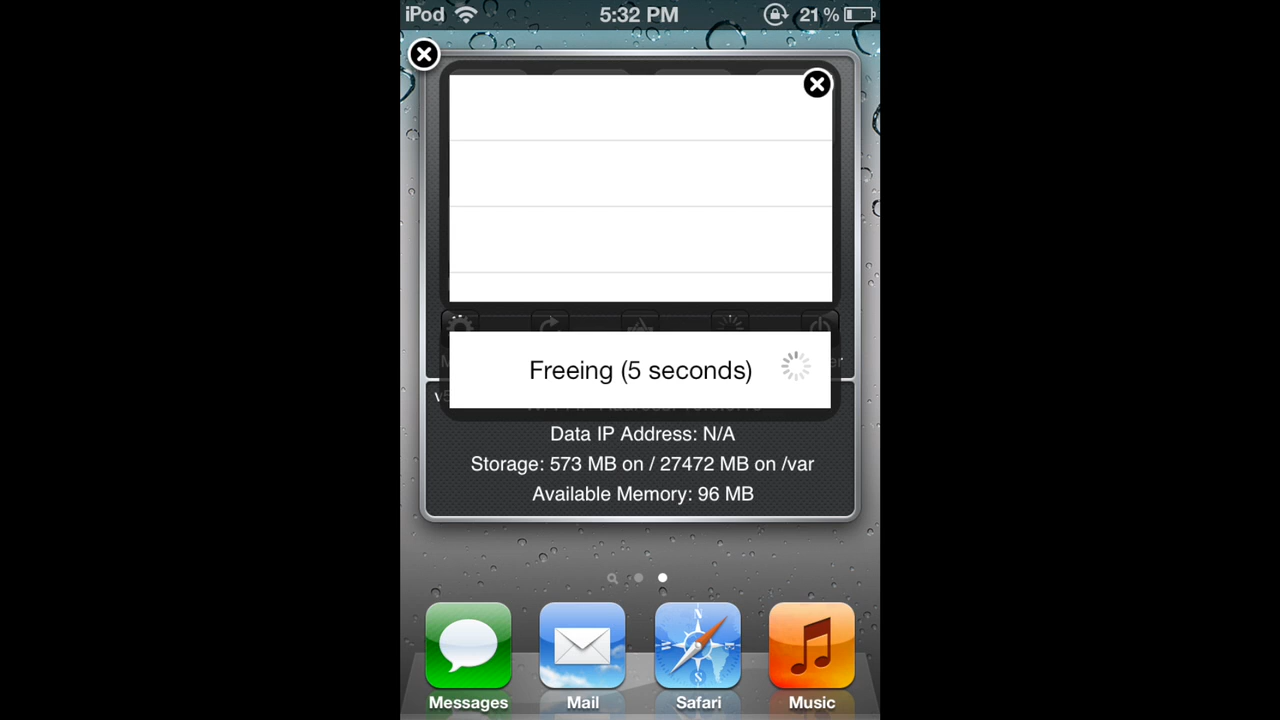 iPod 5:32 PM 21%
Freeing (5 seconds)
Data IP Address: N/A
Storage: 573 MB on / 27472 MB on /var
Available Memory: 96 MB
Messages Mail Safari Music